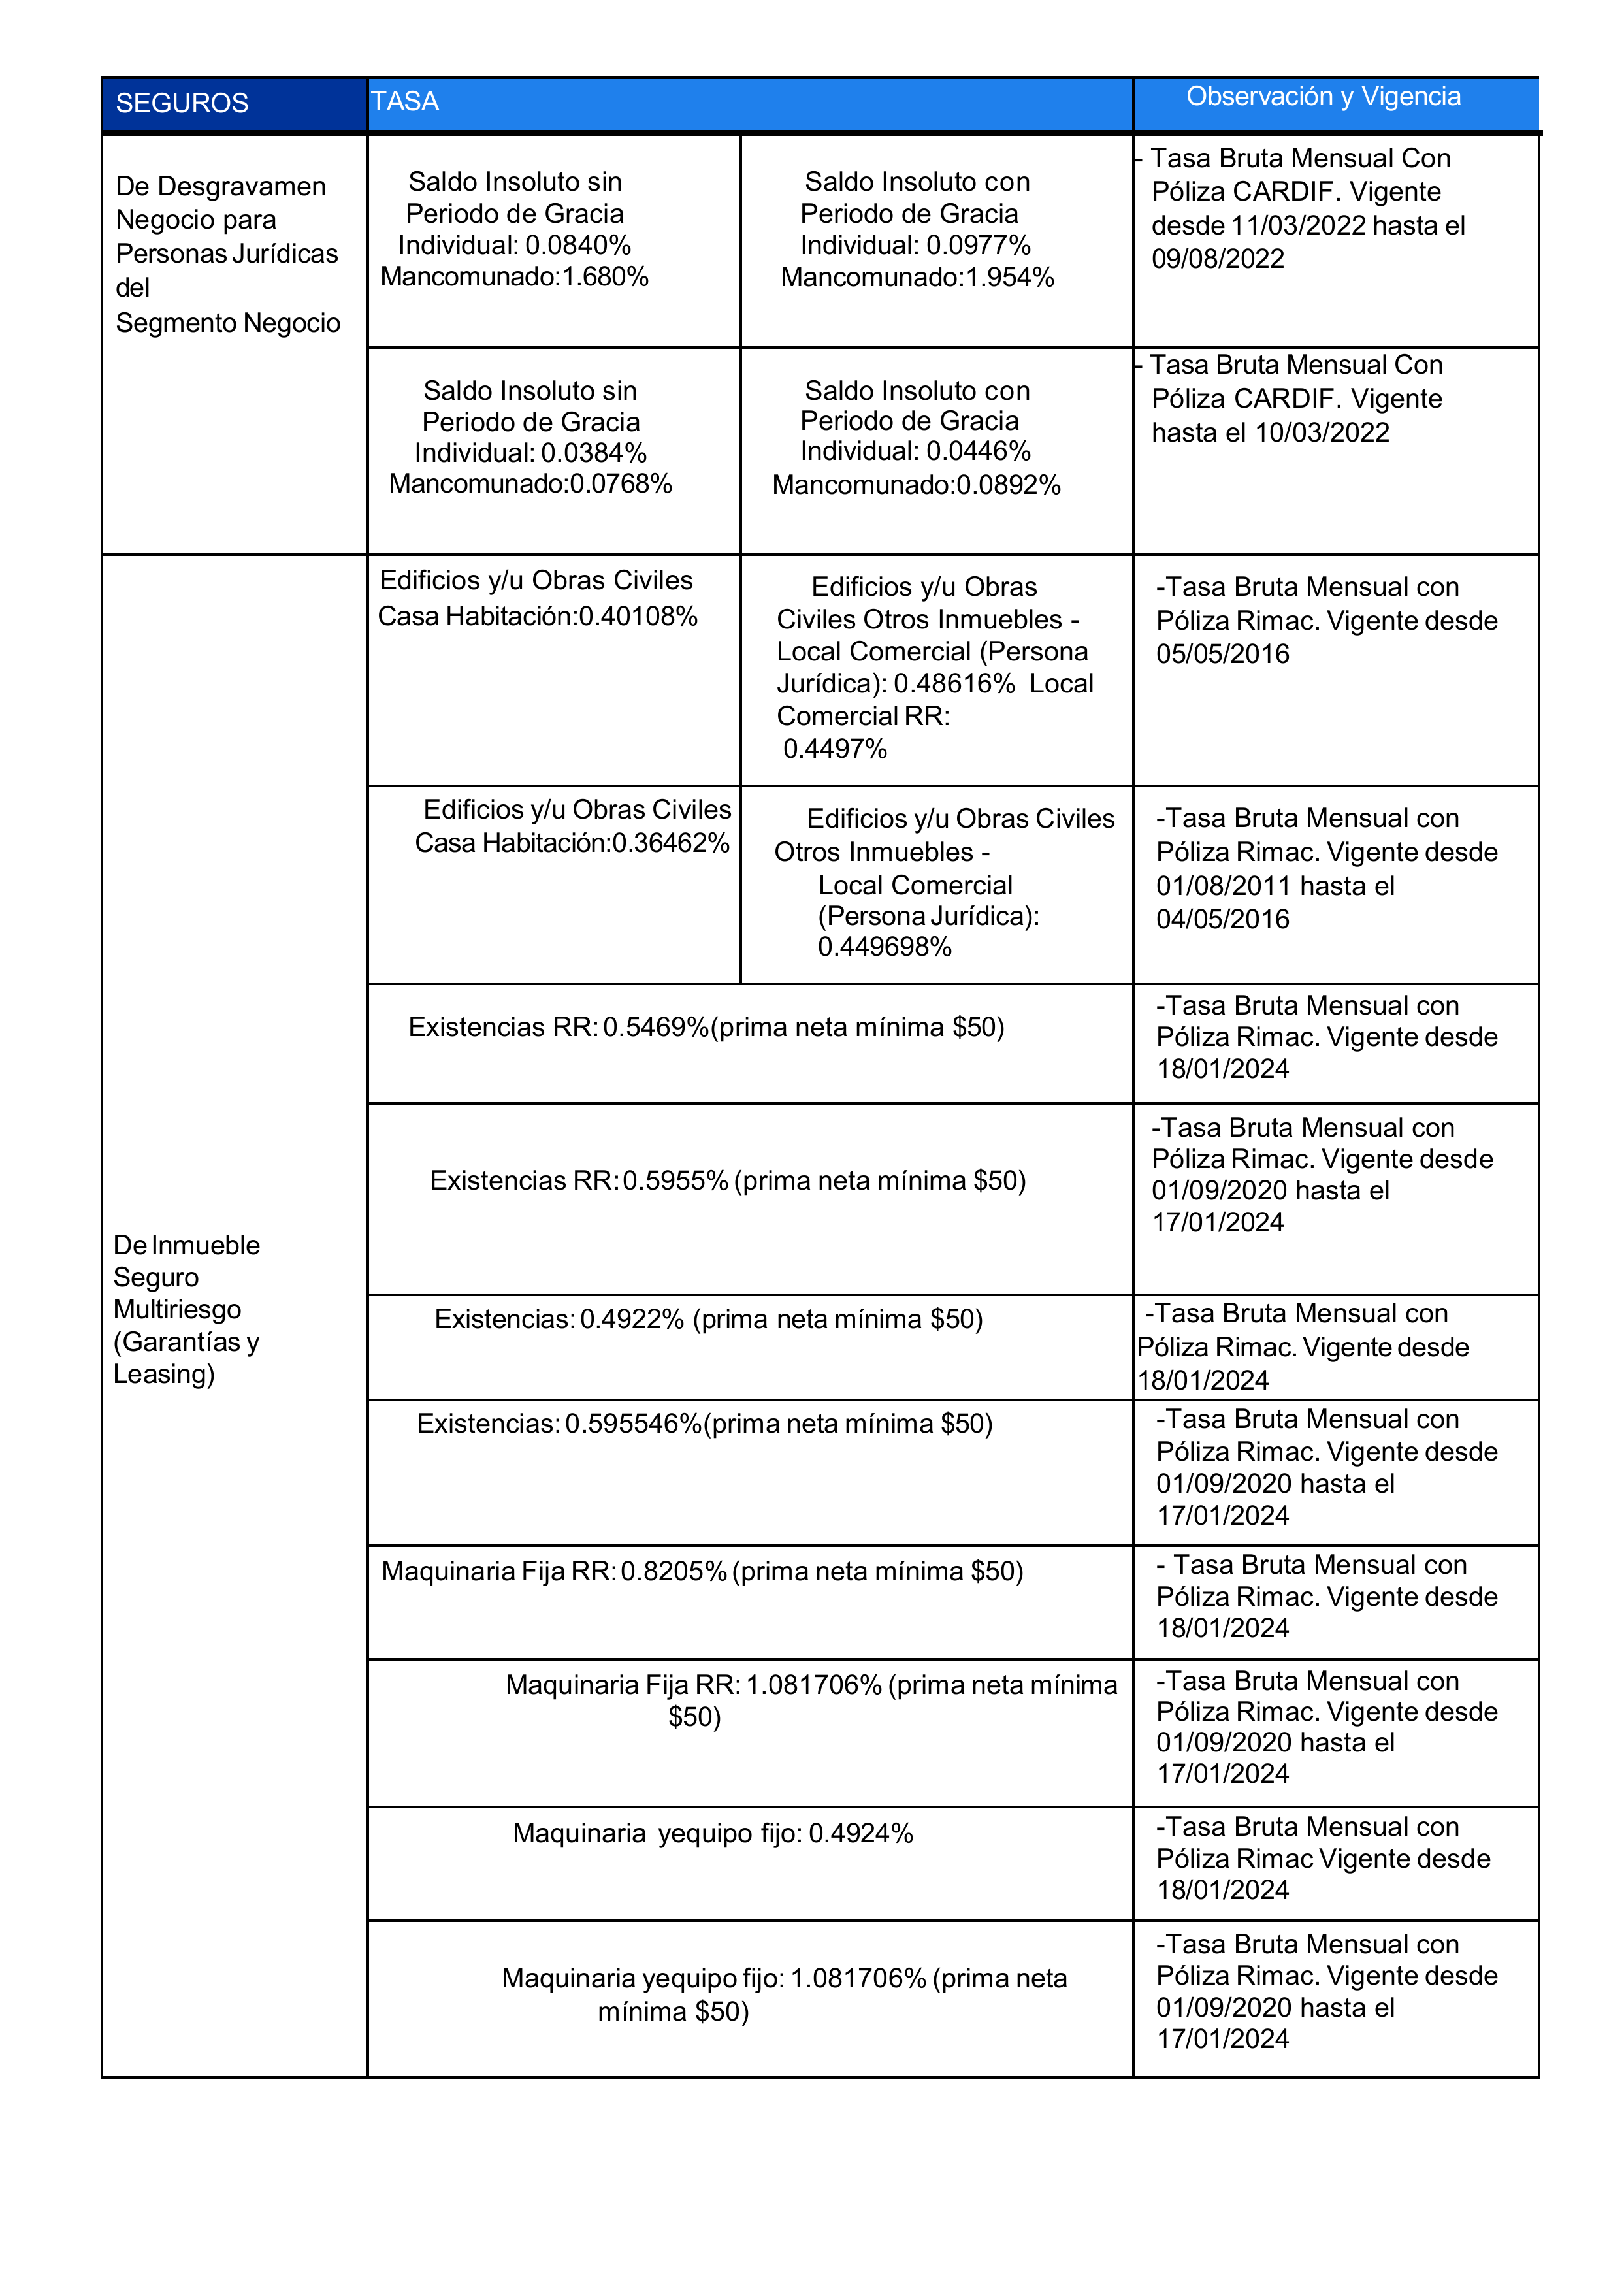 SEGUROS
TASA
Observación y Vigencia
De Desgravamen
Negocio para
Personas Jurídicas
del
Segmento Negocio
Saldo Insoluto sin
Periodo de Gracia
Individual: 0.0840%
Mancomunado:1.680%
Saldo Insoluto con
Periodo de Gracia
Individual: 0.0977%
Mancomunado:1.954%
- Tasa Bruta Mensual Con
Póliza CARDIF. Vigente
desde 11/03/2022 hasta el
09/08/2022
Saldo Insoluto sin
Periodo de Gracia
Individual: 0.0384%
Mancomunado:0.0768%
Saldo Insoluto con
Periodo de Gracia
Individual: 0.0446%
Mancomunado:0.0892%
- Tasa Bruta Mensual Con
Póliza CARDIF. Vigente
hasta el 10/03/2022
De Inmueble
Seguro
Multiriesgo
(Garantías y
Leasing)
Edificios y/u Obras Civiles
Casa Habitación:0.40108%
Edificios y/u Obras
Civiles Otros Inmuebles -
Local Comercial (Persona
Jurídica): 0.48616% Local
Comercial RR:
0.4497%
-Tasa Bruta Mensual con
Póliza Rimac. Vigente desde
05/05/2016
Edificios y/u Obras Civiles
Casa Habitación:0.36462%
Edificios y/u Obras Civiles
Otros Inmuebles -
Local Comercial
(Persona Jurídica):
0.449698%
-Tasa Bruta Mensual con
Póliza Rimac. Vigente desde
01/08/2011 hasta el
04/05/2016
Existencias RR: 0.5469%(prima neta mínima $50)
-Tasa Bruta Mensual con
Póliza Rimac. Vigente desde
18/01/2024
Existencias RR: 0.5955% (prima neta mínima $50)
-Tasa Bruta Mensual con
Póliza Rimac. Vigente desde
01/09/2020 hasta el
17/01/2024
Existencias: 0.4922% (prima neta mínima $50)
-Tasa Bruta Mensual con
Póliza Rimac. Vigente desde
18/01/2024
Existencias: 0.595546%(prima neta mínima $50)
-Tasa Bruta Mensual con
Póliza Rimac. Vigente desde
01/09/2020 hasta el
17/01/2024
Maquinaria Fija RR: 0.8205% (prima neta mínima $50)
- Tasa Bruta Mensual con
Póliza Rimac. Vigente desde
18/01/2024
Maquinaria Fija RR: 1.081706% (prima neta mínima
$50)
-Tasa Bruta Mensual con
Póliza Rimac. Vigente desde
01/09/2020 hasta el
17/01/2024
Maquinaria yequipo fijo: 0.4924%
-Tasa Bruta Mensual con
Póliza Rimac Vigente desde
18/01/2024
Maquinaria yequipo fijo: 1.081706% (prima neta
mínima $50)
-Tasa Bruta Mensual con
Póliza Rimac. Vigente desde
01/09/2020 hasta el
17/01/2024